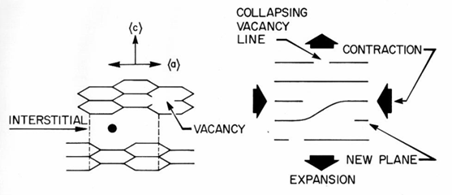 ⟨c⟩
⟨a⟩
INTERSTITIAL
VACANCY
COLLAPSING
VACANCY
LINE
CONTRACTION
NEW PLANE
EXPANSION